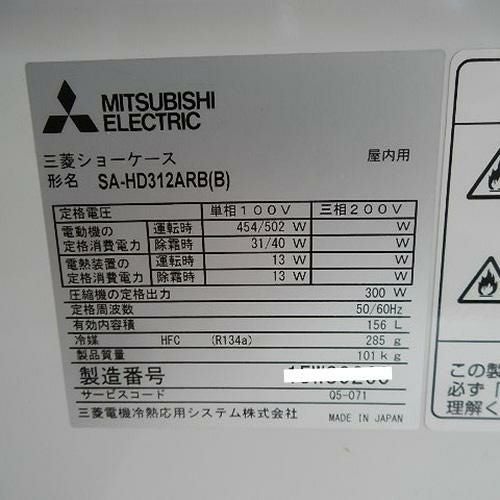 MITSUBISHI
ELECTRIC
三菱ショーケース 屋内用
形名 SA-HD312ARB(B)
定格電圧 単相100V 三相200V
電動機の 運転時 454/502 W W
定格消費電力 除霜時 31/40 W W
電熱装置の 運転時 13 W W
定格消費電力 除霜時 13 W W
圧縮機の定格出力 300 W
定格周波数 50/60Hz
有効内容積 156 L
冷媒 HFC (R134a) 285 g
製品質量 101kg
製造番号
サービスコード Q5-071
三菱電機冷熱応用システム株式会社 MADE IN JAPAN
この製
必ず「
理解く